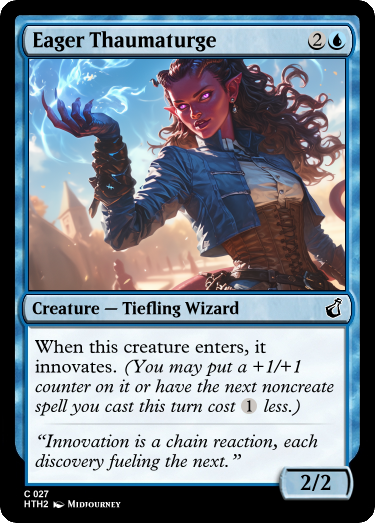 Eager Thaumaturge 2
Creature — Tiefling Wizard
When this creature enters, it
innovates. (You may put a +1/+1
counter on it or have the next noncreate
spell you cast this turn cost 1 less.)
“Innovation is a chain reaction, each
discovery fueling the next.”
2/2
C 027
HTH2 Midjourney